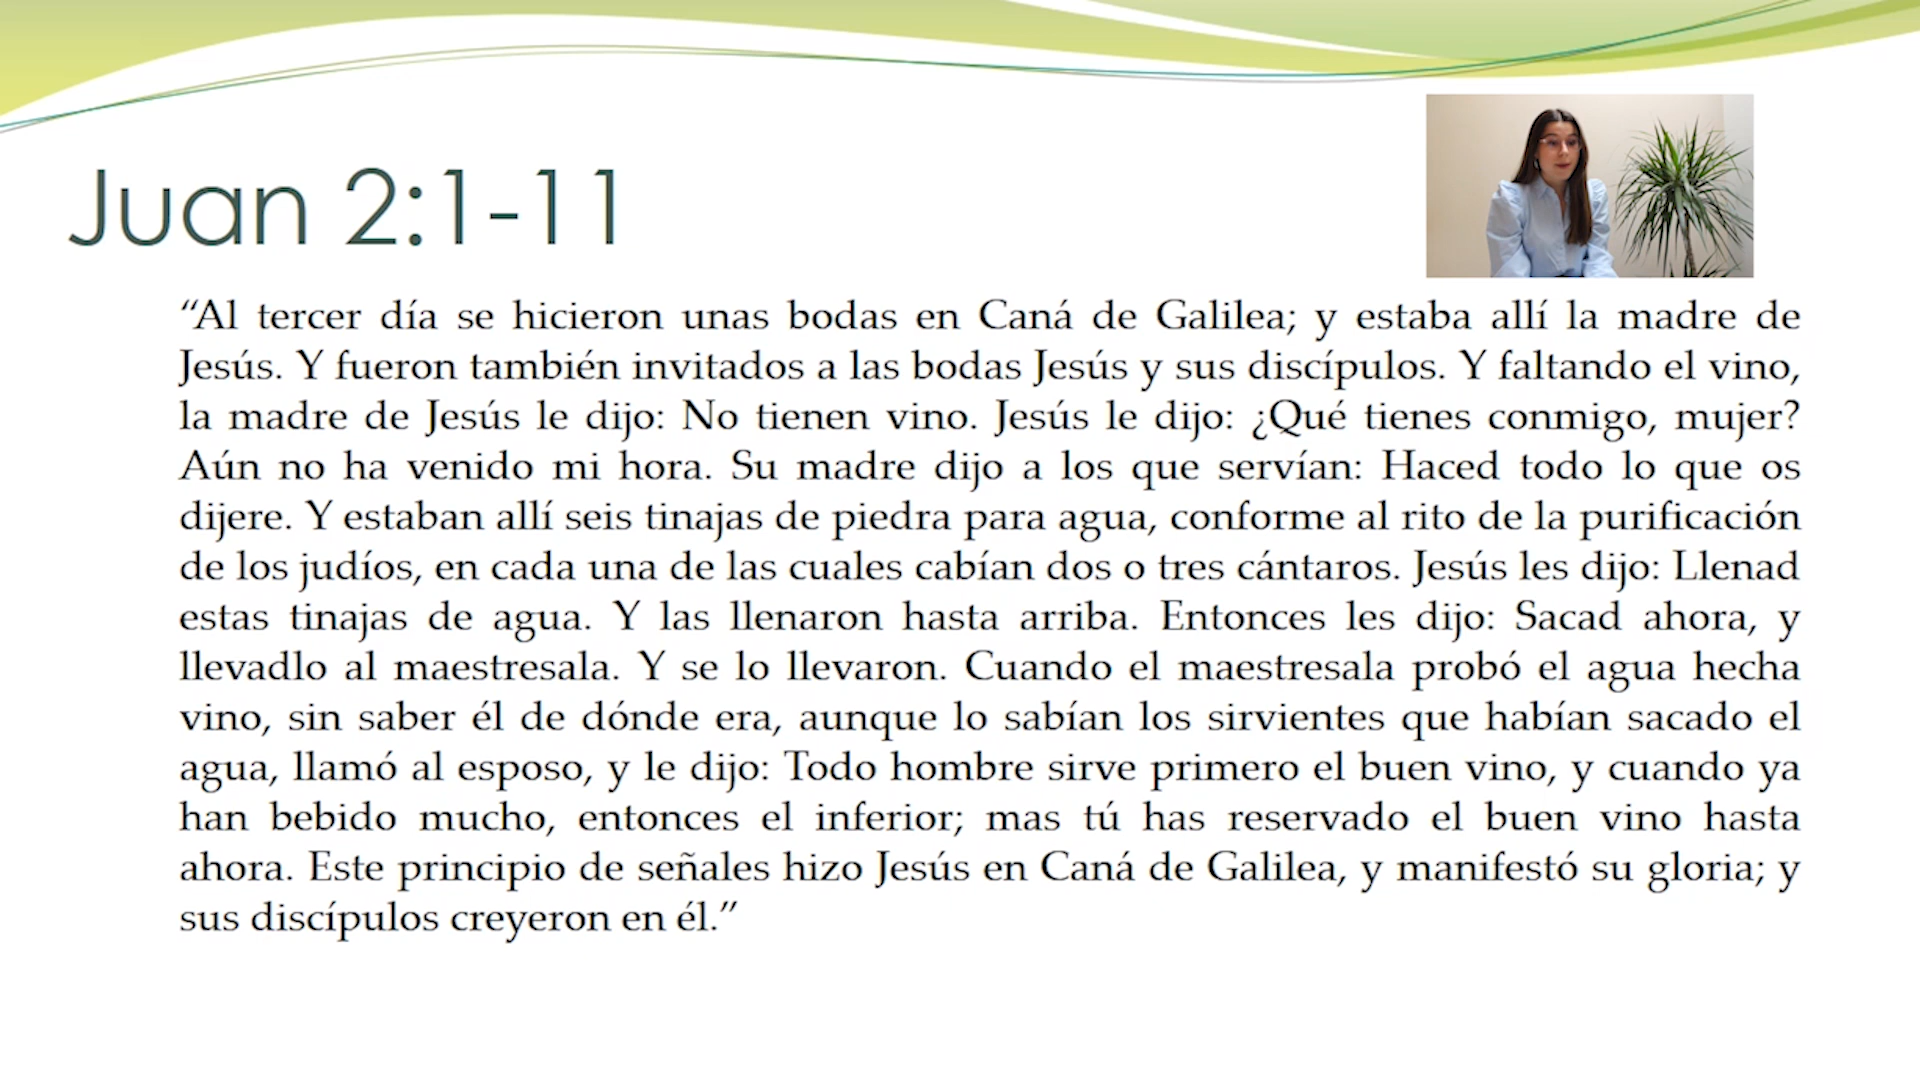 Juan 2:1-11
“Al tercer día se hicieron unas bodas en Caná de Galilea; y estaba allí la madre de
Jesús. Y fueron también invitados a las bodas Jesús y sus discípulos. Y faltando el vino,
la madre de Jesús le dijo: No tienen vino. Jesús le dijo: ¿Qué tienes conmigo, mujer?
Aún no ha venido mi hora. Su madre dijo a los que servían: Haced todo lo que os
dijere. Y estaban allí seis tinajas de piedra para agua, conforme al rito de la purificación
de los judíos, en cada una de las cuales cabían dos o tres cántaros. Jesús les dijo: Llenad
estas tinajas de agua. Y las llenaron hasta arriba. Entonces les dijo: Sacad ahora, y
llevadlo al maestresala. Y se lo llevaron. Cuando el maestresala probó el agua hecha
vino, sin saber él de dónde era, aunque lo sabían los sirvientes que habían sacado el
agua, llamó al esposo, y le dijo: Todo hombre sirve primero el buen vino, y cuando ya
han bebido mucho, entonces el inferior; mas tú has reservado el buen vino hasta
ahora. Este principio de señales hizo Jesús en Caná de Galilea, y manifestó su gloria; y
sus discípulos creyeron en él.”